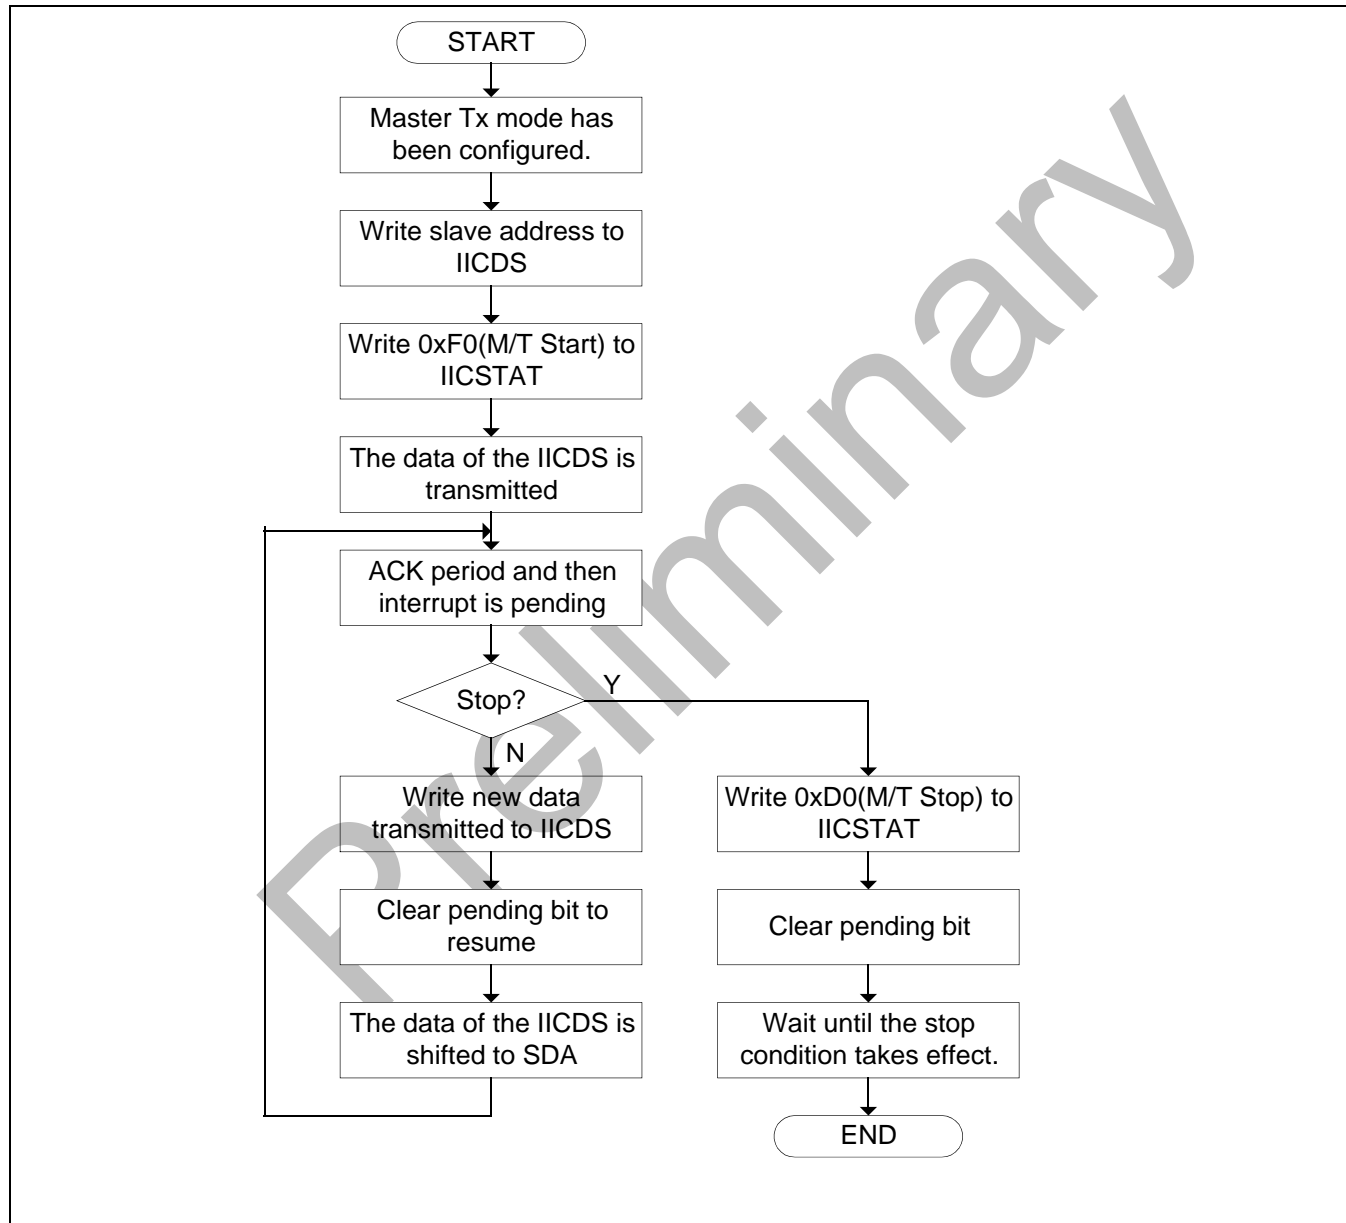 START
Master Tx mode has
been configured.
Write slave address to
IICDS
Write 0xF0(M/T Start) to
IICSTAT
The data of the IICDS is
transmitted
ACK period and then
interrupt is pending
Stop?
Y
N
Write new data
transmitted to IICDS
Clear pending bit to
resume
The data of the IICDS is
shifted to SDA
Write 0xD0(M/T Stop) to
IICSTAT
Clear pending bit
Wait until the stop
condition takes effect.
END
Preliminary